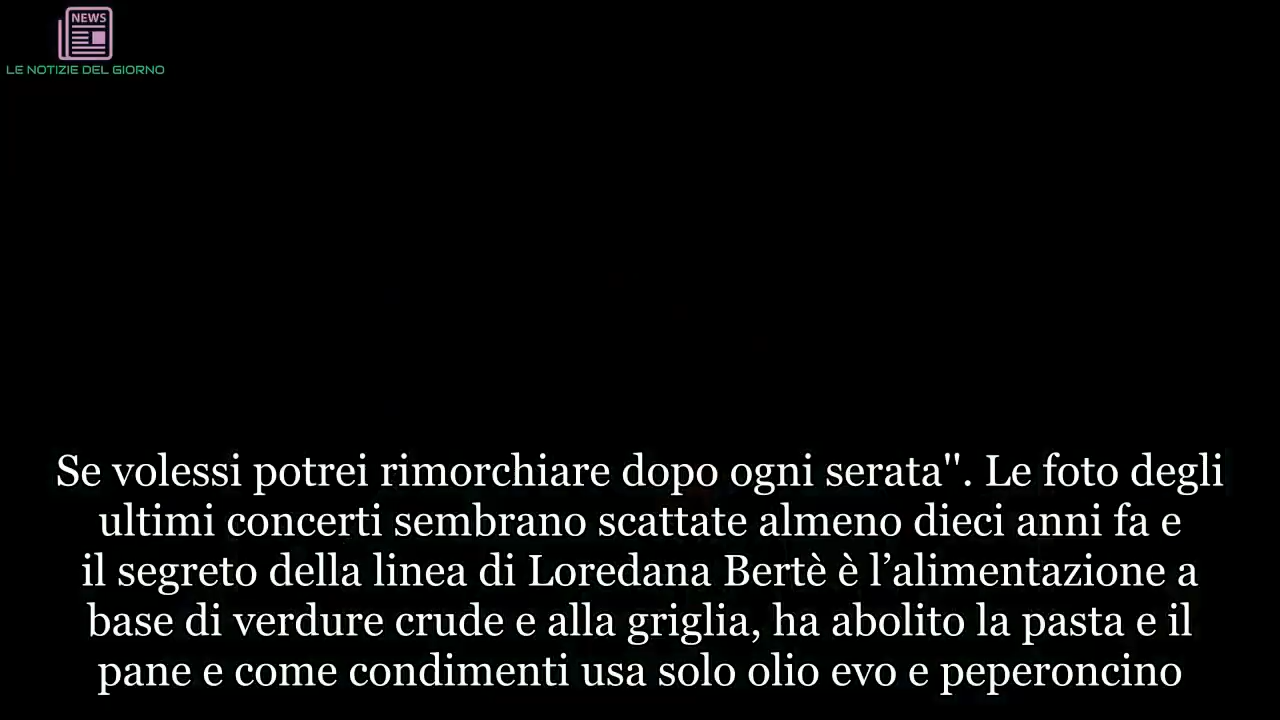 NEWS
LE NOTIZIE DEL GIORNO
Se volessi potrei rimorchiare dopo ogni serata". Le foto degli
ultimi concerti sembrano scattate almeno dieci anni fa e
il segreto della linea di Loredana Bertè è l’alimentazione a
base di verdure crude e alla griglia, ha abolito la pasta e il
pane e come condimenti usa solo olio evo e peperoncino